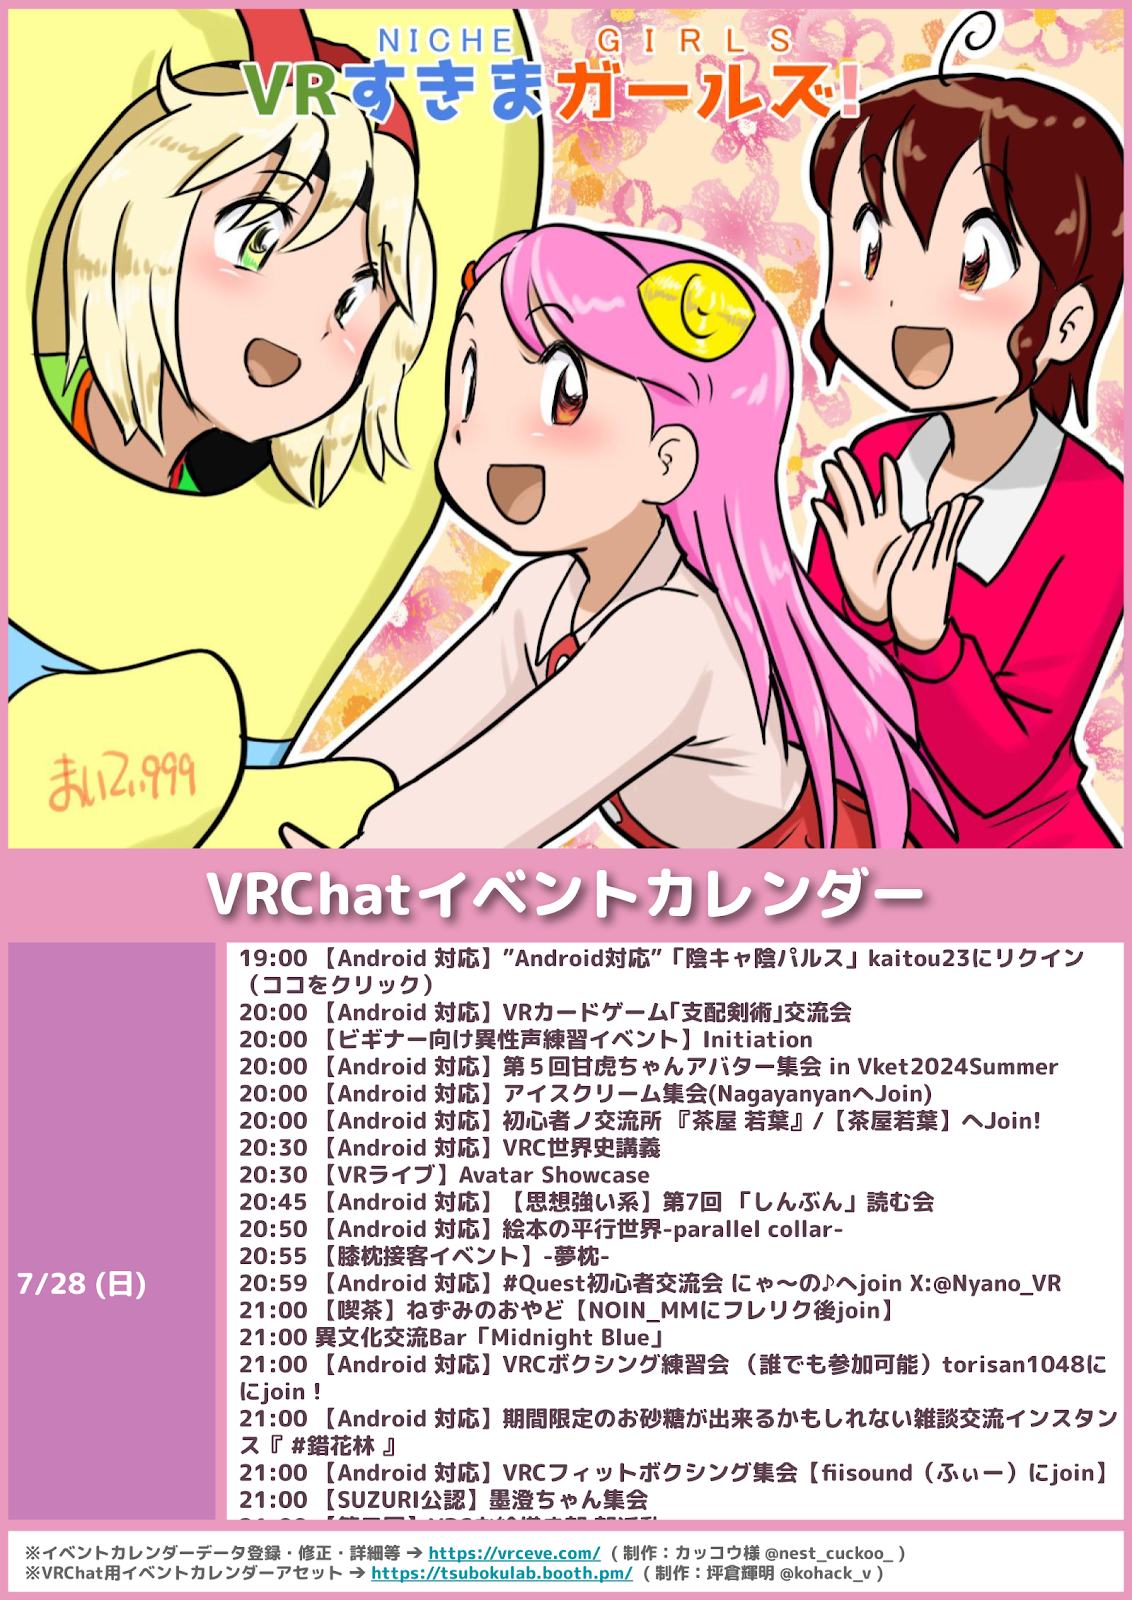 NICHE GIRLS
VRすきまガールズ!
まいてぃ999
VRChatイベントカレンダー
7/28 (日)
19:00 【Android 対応】”Android対応”「陰キャ陰パルス」kaitou23にリクイン
（ココをクリック）
20:00 【Android 対応】VRカードゲーム｢支配剣術｣交流会
20:00 【ビギナー向け異性声練習イベント】Initiation
20:00 【Android 対応】第５回甘虎ちゃんアバター集会 in Vket2024Summer
20:00 【Android 対応】アイスクリーム集会(NagayanyanへJoin)
20:00 【Android 対応】初心者ノ交流所 『茶屋 若葉』/【茶屋若葉】へJoin!
20:30 【Android 対応】VRC世界史講義
20:30 【VRライブ】Avatar Showcase
20:45 【Android 対応】【思想強い系】第7回 「しんぶん」読む会
20:50 【Android 対応】絵本の平行世界-parallel collar-
20:55 【膝枕接客イベント】-夢枕-
20:59 【Android 対応】#Quest初心者交流会 にゃ〜の♪へjoin X:@Nyano_VR
21:00 【喫茶】ねずみのおやど【NOIN_MMにフレリク後join】
21:00 異文化交流Bar「Midnight Blue」
21:00 【Android 対応】VRCボクシング練習会 （誰でも参加可能）torisan1048に
にjoin！
21:00 【Android 対応】期間限定のお砂糖が出来るかもしれない雑談交流インスタン
ス『 #錯花林 』
21:00 【Android 対応】VRCフィットボクシング集会【fiisound（ふぃー）にjoin】
21:00 【SUZURI公認】墨澄ちゃん集会
※イベントカレンダーデータ登録・修正・詳細等 ➔ https://vrceve.com/ ( 制作：カッコウ様 @nest_cuckoo_ )
※VRChat用イベントカレンダーアセット ➔ https://tsubokulab.booth.pm/ ( 制作：坪倉輝明 @kohack_v )